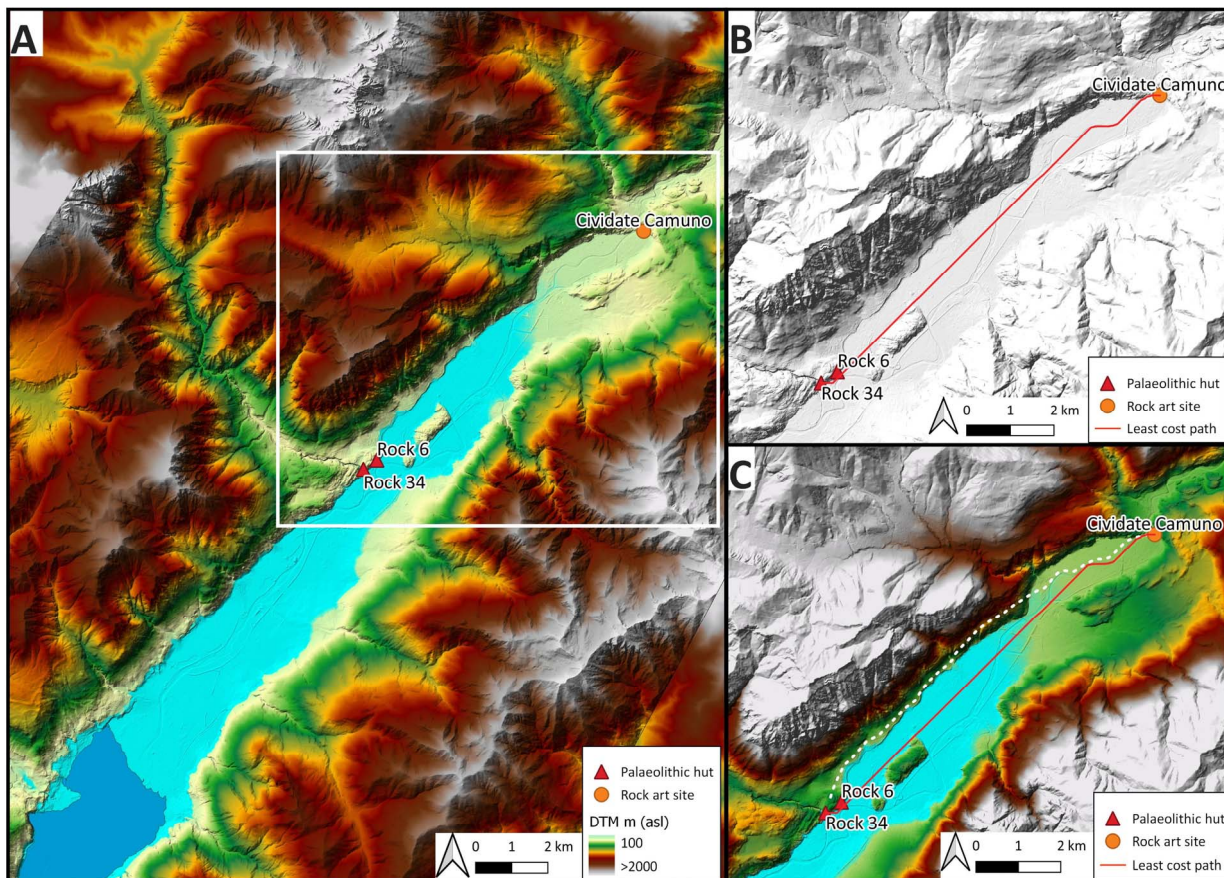 A
Cividate Camuno
Rock 6
Rock 34
Palaeolithic hut
Rock art site
DTM m (asl)
100
>2000
0 1 2 km
B
Cividate Camuno
Rock 6
Rock 34
0 1 2 km
Palaeolithic hut
Rock art site
Least cost path
C
Cividate Camuno
Rock 6
Rock 34
0 1 2 km
Palaeolithic hut
Rock art site
Least cost path